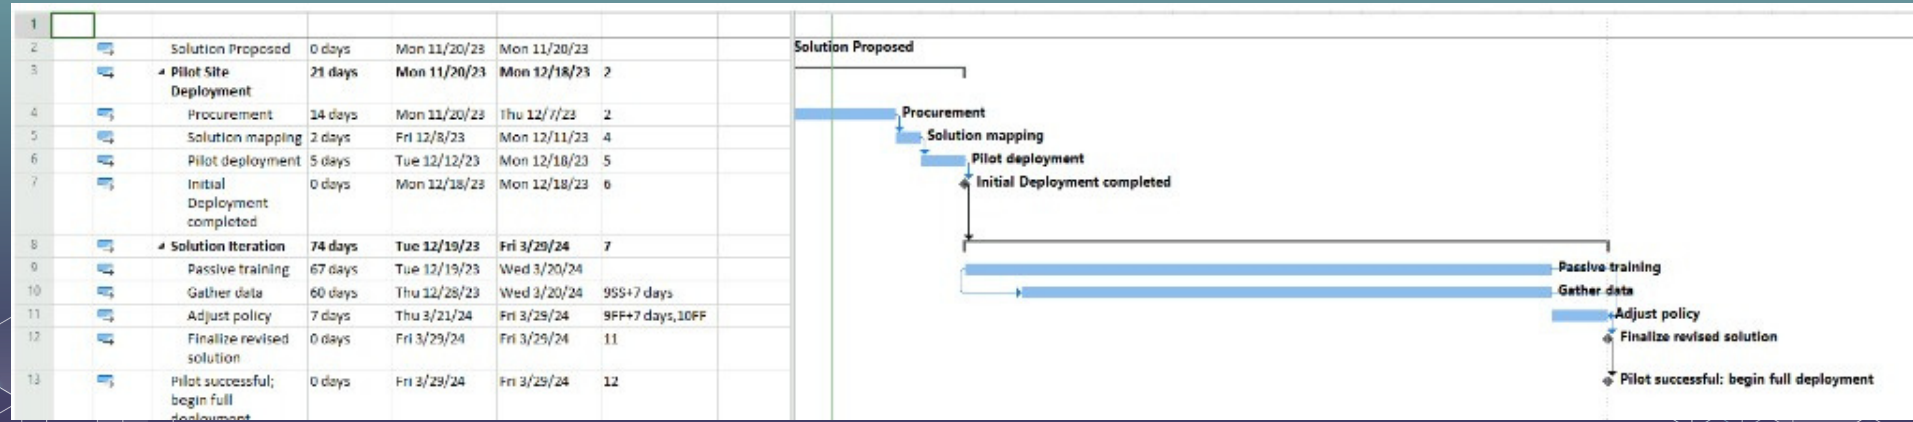 1
2 Solution Proposed 0 days Mon 11/20/23 Mon 11/20/23
Solution Proposed
3 Pilot Site 21 days Mon 11/20/23 Mon 12/18/23 2
Deployment
4 Procurement 14 days Mon 11/20/23 Thu 12/7/23 2
Procurement
5 Solution mapping 2 days Fri 12/8/23 Mon 12/11/23 4
Solution mapping
6 Pilot deployment 5 days Tue 12/12/23 Mon 12/18/23 5
Pilot deployment
7 Initial 0 days Mon 12/18/23 Mon 12/18/23 6
Deployment
completed
Initial Deployment completed
8 Solution Iteration 74 days Tue 12/19/23 Fri 3/29/24 7
9 Passive training 67 days Tue 12/19/23 Wed 3/20/24
Passive training
10 Gather data 60 days Thu 12/28/23 Wed 3/20/24 9SS+7 days
Gather data
11 Adjust policy 7 days Thu 3/21/24 Fri 3/29/24 9FF+7 days,10FF
Adjust policy
12 Finalize revised 0 days Fri 3/29/24 Fri 3/29/24 11
solution
Finalize revised solution
13 Pilot successful; 0 days Fri 3/29/24 Fri 3/29/24 12
begin full
deployment
Pilot successful; begin full deployment